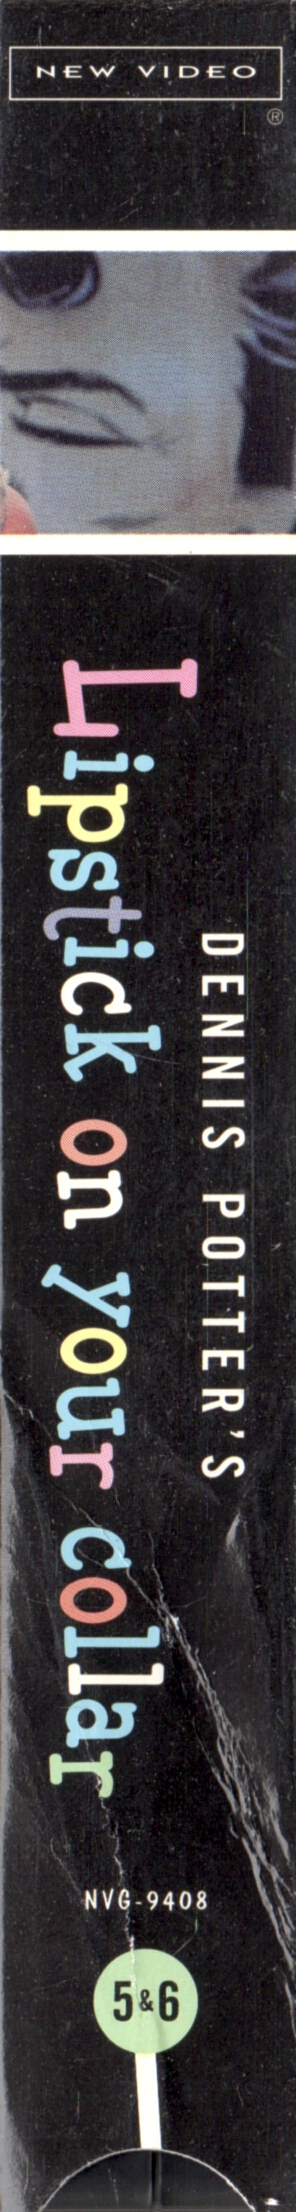 NEW VIDEO
®
DENNIS POTTER'S
Lipstick on your collar
NVG-9408
5&6